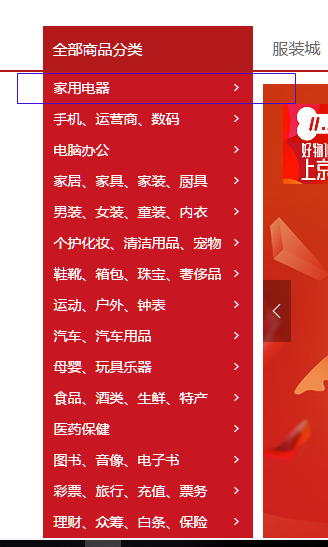 全部商品分类
服装城
家用电器
手机、运营商、数码
电脑办公
家居、家具、家装、厨具
男装、女装、童装、内衣
个护化妆、清洁用品、宠物
鞋靴、箱包、珠宝、奢侈品
运动、户外、钟表
汽车、汽车用品
母婴、玩具乐器
食品、酒类、生鲜、特产
医药保健
图书、音像、电子书
彩票、旅行、充值、票务
理财、众筹、白条、保险
好物
上京